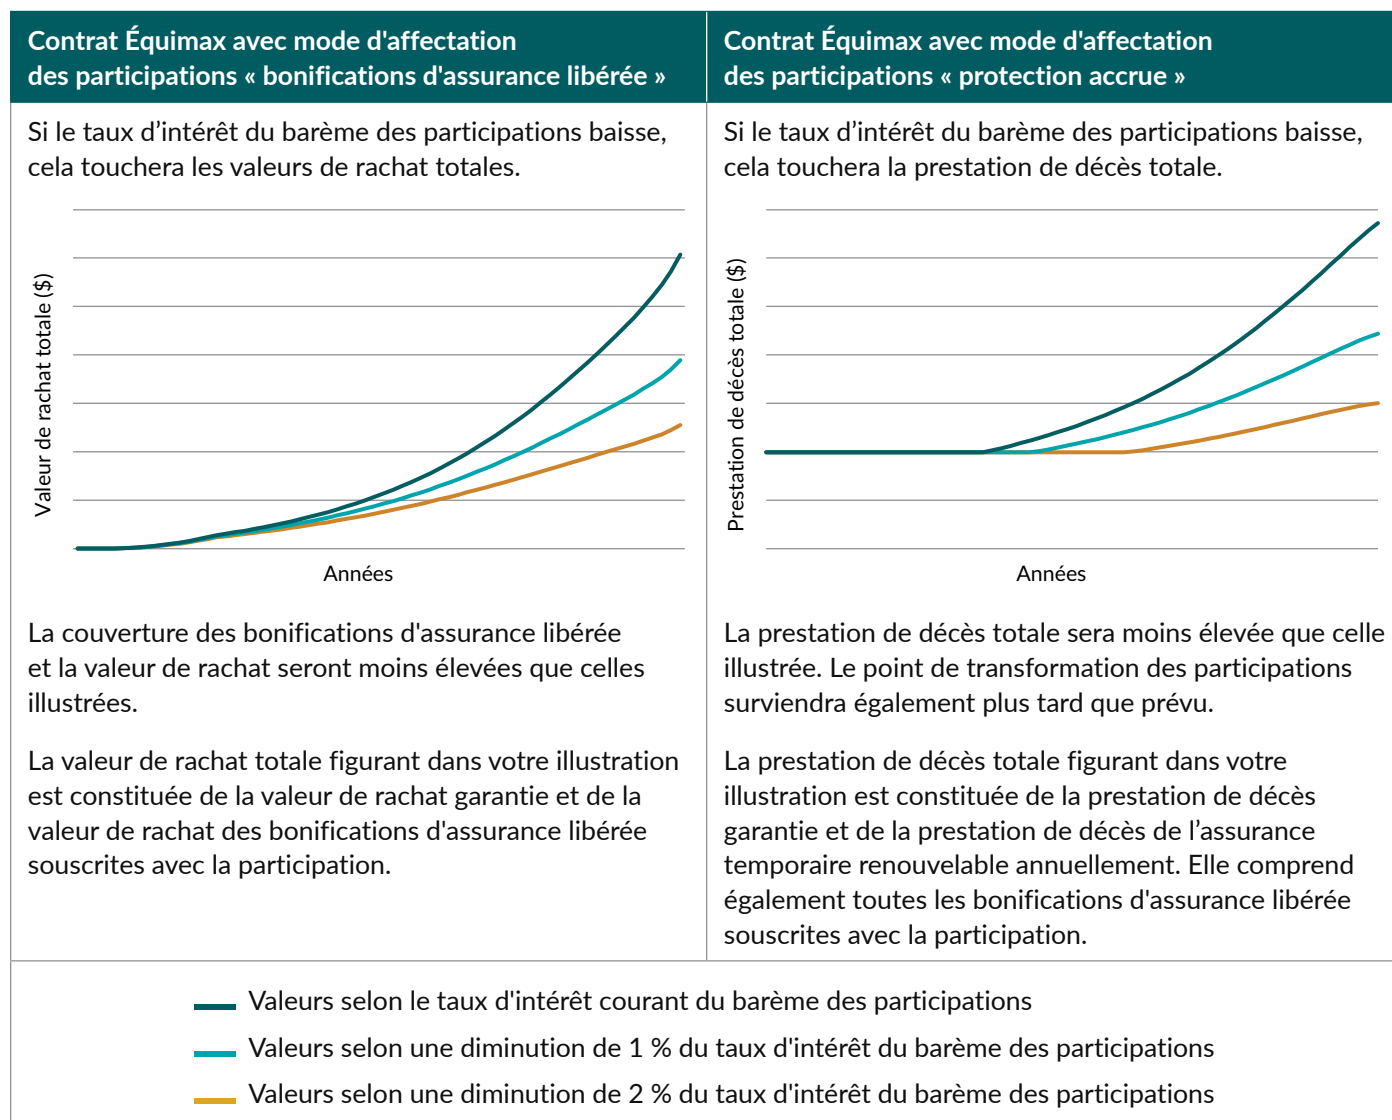 Contrat Équimax avec mode d'affectation
des participations « bonifications d'assurance libérée »
Si le taux d’intérêt du barème des participations baisse,
cela touchera les valeurs de rachat totales.
Valeur de rachat totale ($)
Années
La couverture des bonifications d'assurance libérée
et la valeur de rachat seront moins élevées que celles
illustrées.
La valeur de rachat totale figurant dans votre illustration
est constituée de la valeur de rachat garantie et de la
valeur de rachat des bonifications d'assurance libérée
souscrites avec la participation.
Contrat Équimax avec mode d'affectation
des participations « protection accrue »
Si le taux d’intérêt du barème des participations baisse,
cela touchera la prestation de décès totale.
Prestation de décès totale ($)
Années
La prestation de décès totale sera moins élevée que celle
illustrée. Le point de transformation des participations
surviendra également plus tard que prévu.
La prestation de décès totale figurant dans votre
illustration est constituée de la prestation de décès
garantie et de la prestation de décès de l’assurance
temporaire renouvelable annuellement. Elle comprend
également toutes les bonifications d'assurance libérée
souscrites avec la participation.
Valeurs selon le taux d'intérêt courant du barème des participations
Valeurs selon une diminution de 1 % du taux d'intérêt du barème des participations
Valeurs selon une diminution de 2 % du taux d'intérêt du barème des participations